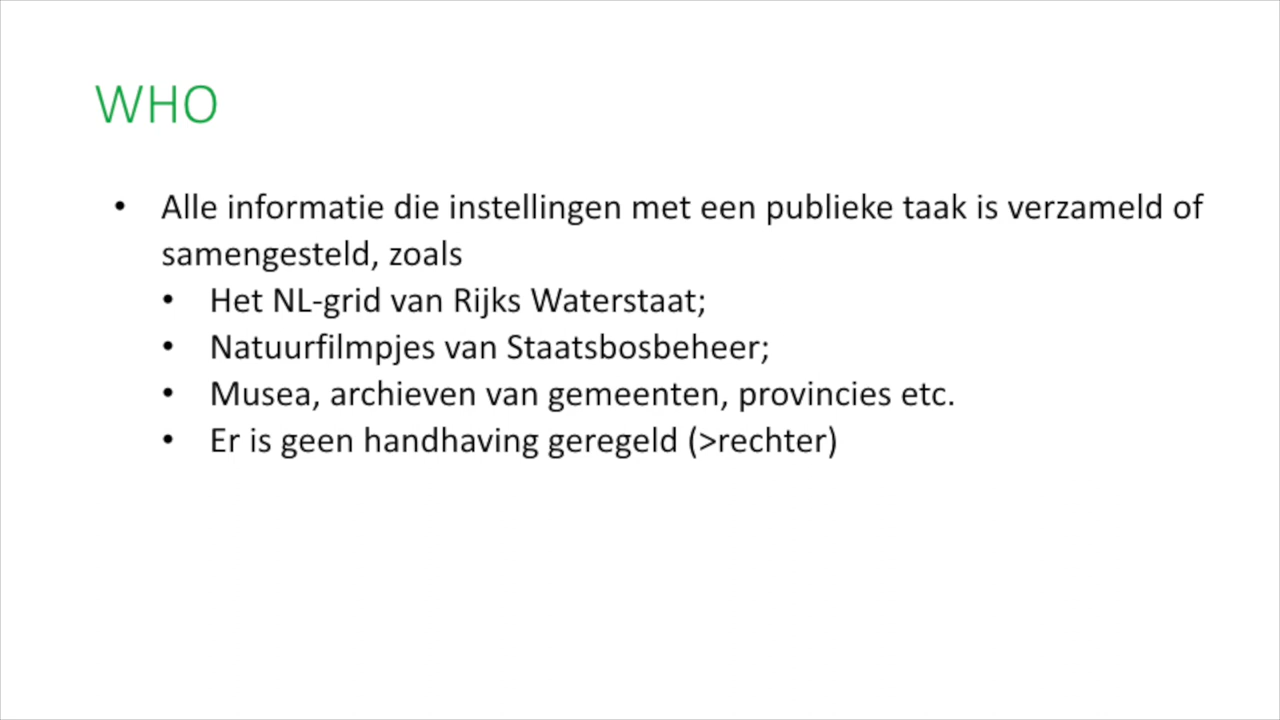 WHO
• Alle informatie die instellingen met een publieke taak is verzameld of
samengesteld, zoals
• Het NL-grid van Rijks Waterstaat;
• Natuurfilmpjes van Staatsbosbeheer;
• Musea, archieven van gemeenten, provincies etc.
• Er is geen handhaving geregeld (>rechter)